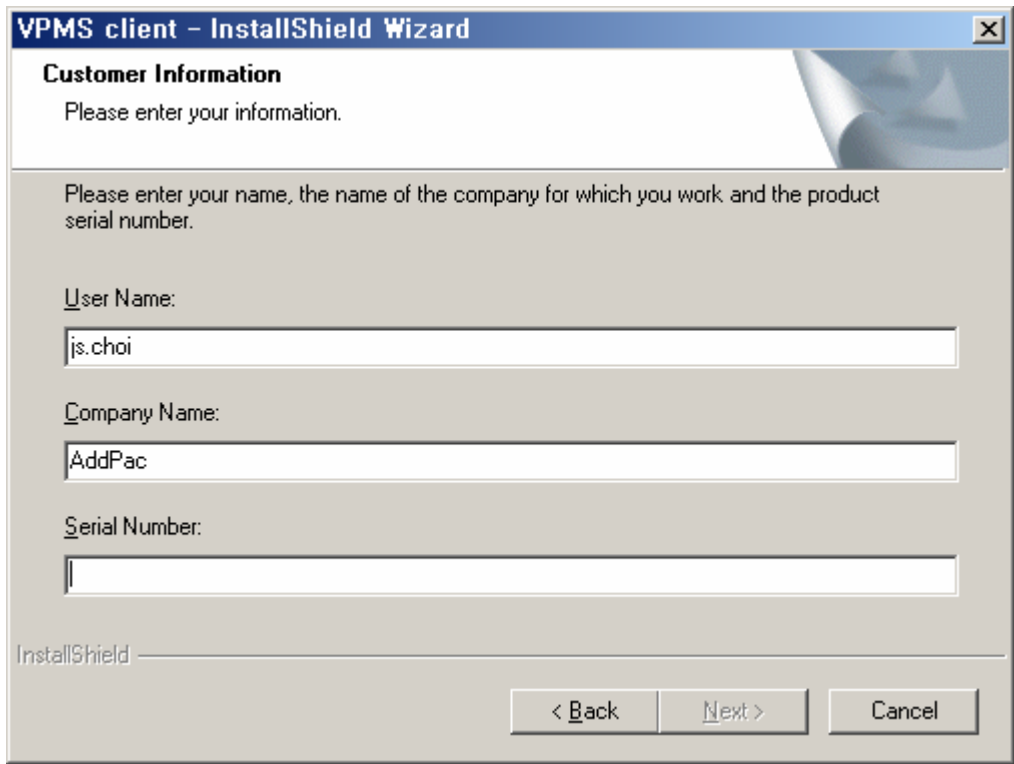 VPMS client - InstallShield Wizard
Customer Information
Please enter your information.
Please enter your name, the name of the company for which you work and the product
serial number.
User Name:
js.choi
Company Name:
AddPac
Serial Number:
InstallShield
< Back
Next >
Cancel